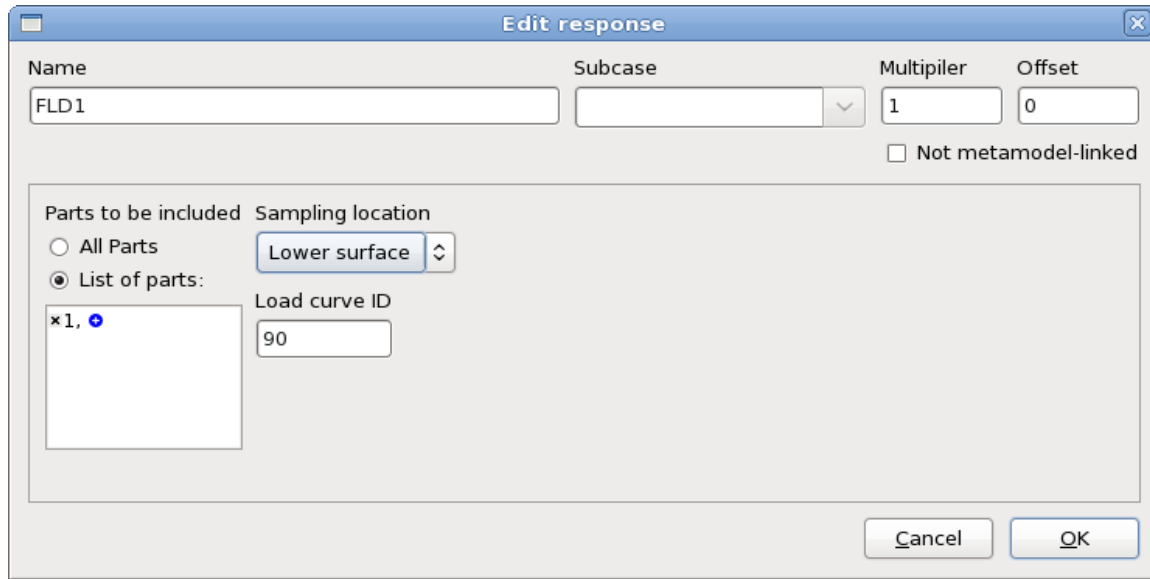 Edit response
Name Subcase Multipiler Offset
FLD1 1 0
Not metamodel-linked
Parts to be included Sampling location
All Parts
Lower surface
List of parts:
Load curve ID
×1,
90
Cancel OK